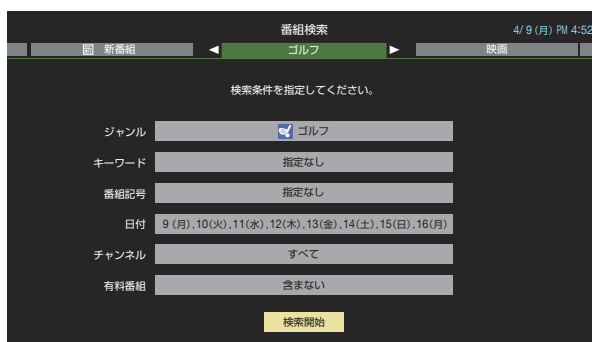 番組検索
4/ 9 (月) PM 4:52
新番組 ◀ ゴルフ ▶ 映画
検索条件を指定してください。
ジャンル ゴルフ
キーワード 指定なし
番組記号 指定なし
日付 9 (月),10(火),11(水),12(木),13(金),14(土),15(日),16(月)
チャンネル すべて
有料番組 含まない
検索開始